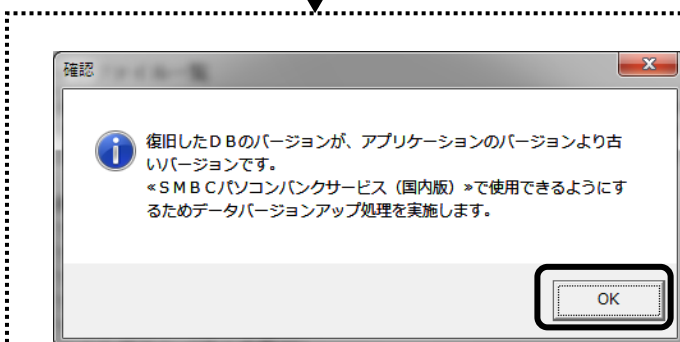 確認
復旧したＤＢのバージョンが、アプリケーションのバージョンより古
いバージョンです。
«ＳＭＢＣパソコンバンクサービス（国内版）»で使用できるようにす
るためデータバージョンアップ処理を実施します。
OK